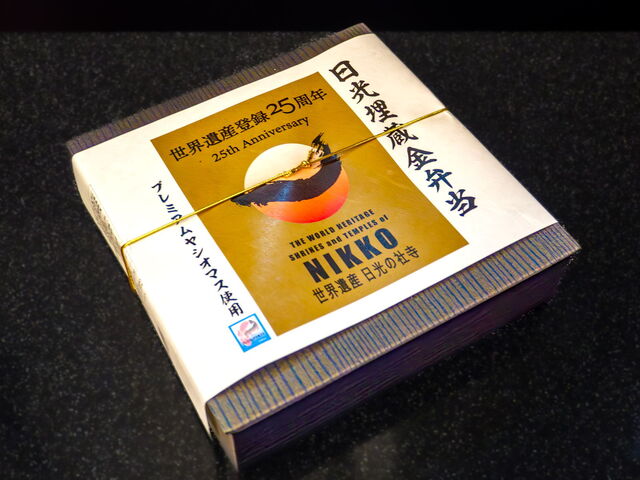 日光埋蔵金弁当
世界遺産登録25周年
25th Anniversary
THE WORLD HERITAGE
SHRINES and TEMPLES of
NIKKO
世界遺産 日光の社寺
プレミアムヤシオマス使用